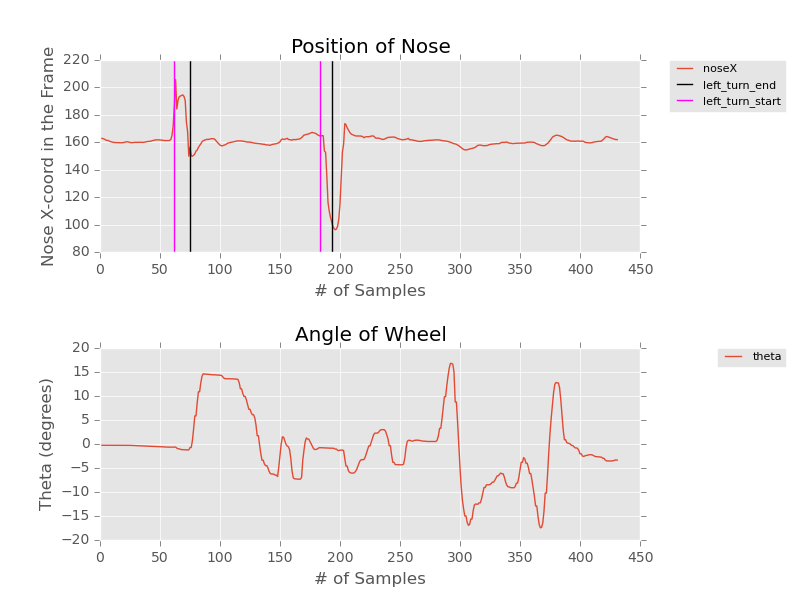 Position of Nose
Nose X-coord in the Frame
220
200
180
160
140
120
100
80
0 50 100 150 200 250 300 350 400 450
# of Samples
noseX
left_turn_end
left_turn_start
Angle of Wheel
Theta (degrees)
20
15
10
5
0
−5
−10
−15
−20
0 50 100 150 200 250 300 350 400 450
# of Samples
theta